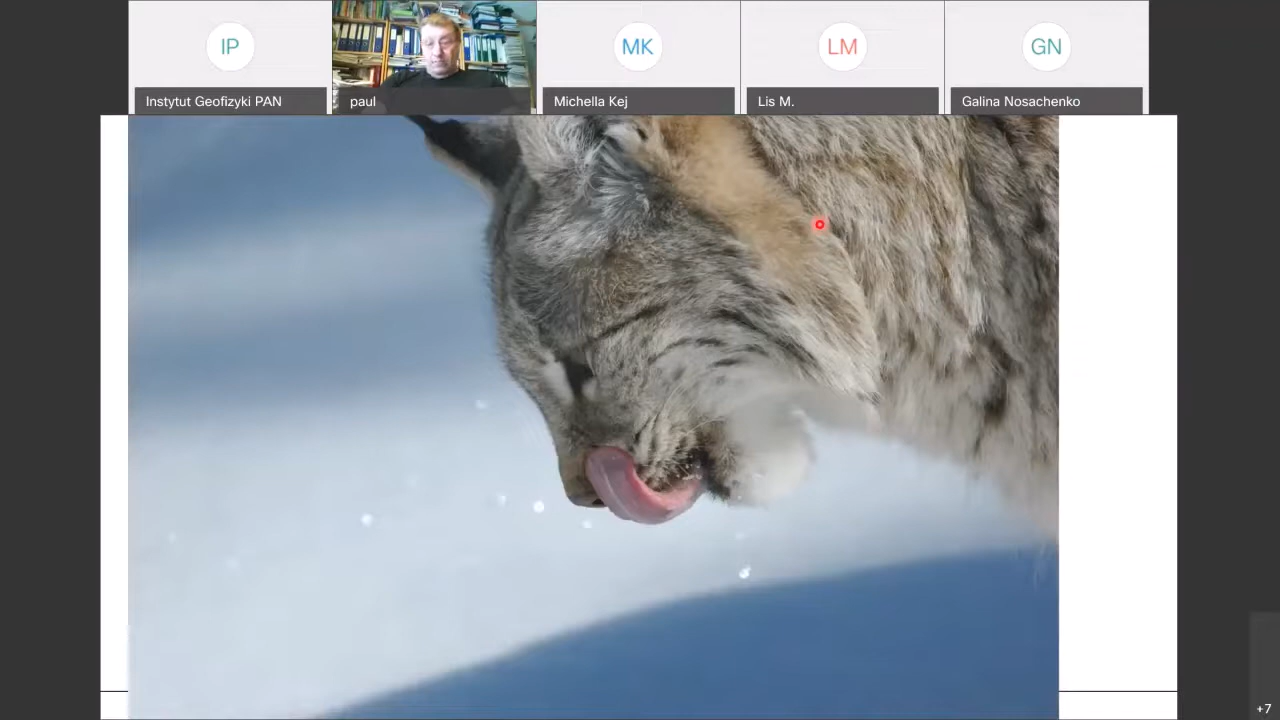 IP
MK
LM
GN
Instytut Geofizyki PAN
paul
Michella Kej
Lis M.
Galina Nosachenko
+7